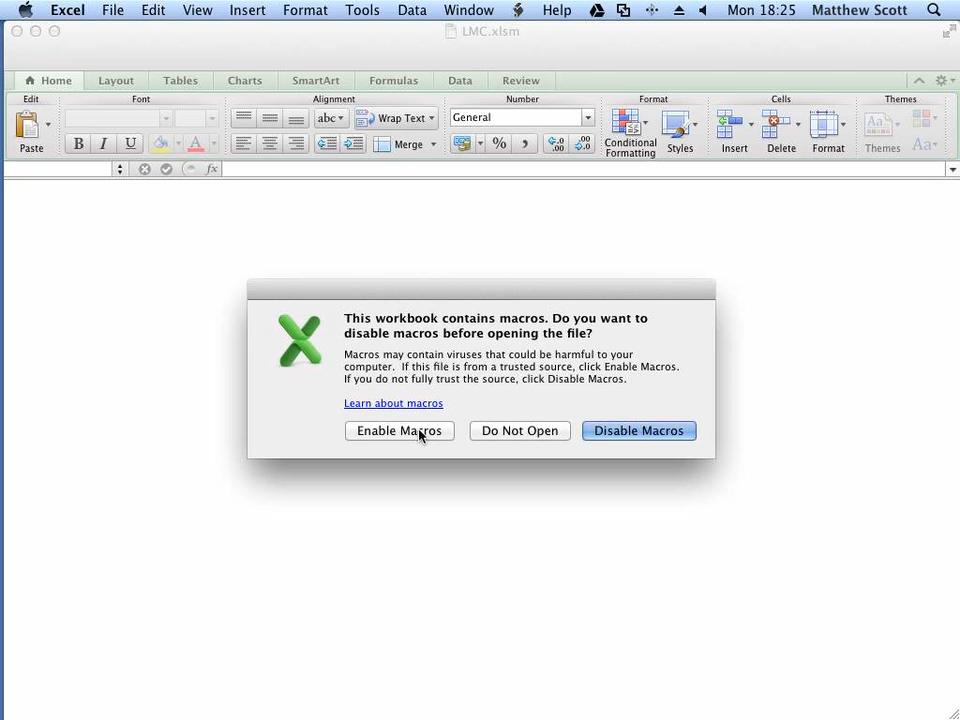 Excel File Edit View Insert Format Tools Data Window Help Mon 18:25 Matthew Scott
LMC.xlsm
Home Layout Tables Charts SmartArt Formulas Data Review
Edit Font Alignment Number Format Cells Themes
abc Wrap Text General
Paste B I U A Merge % , Conditional Formatting Styles Insert Delete Format Themes Aa
fx
This workbook contains macros. Do you want to
disable macros before opening the file?
Macros may contain viruses that could be harmful to your
computer. If this file is from a trusted source, click Enable Macros.
If you do not fully trust the source, click Disable Macros.
Learn about macros
Enable Macros Do Not Open Disable Macros